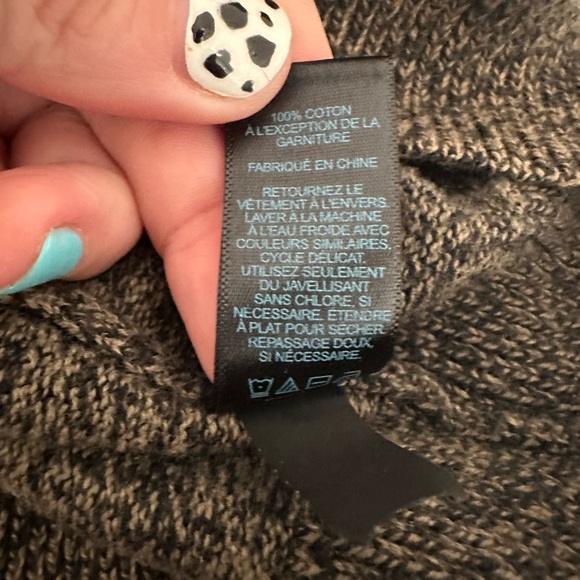 100% COTON
À L'EXCEPTION DE LA
GARNITURE
FABRIQUÉ EN CHINE
RETOURNEZ LE
VÊTEMENT À L'ENVERS.
LAVER À LA MACHINE
À L'EAU FROIDE AVEC
COULEURS SIMILAIRES.
CYCLE DÉLICAT.
UTILISEZ SEULEMENT
DU JAVELLISANT
SANS CHLORE, SI
NÉCESSAIRE. ÉTENDRE
À PLAT POUR SÉCHER.
REPASSAGE DOUX,
SI NÉCESSAIRE.